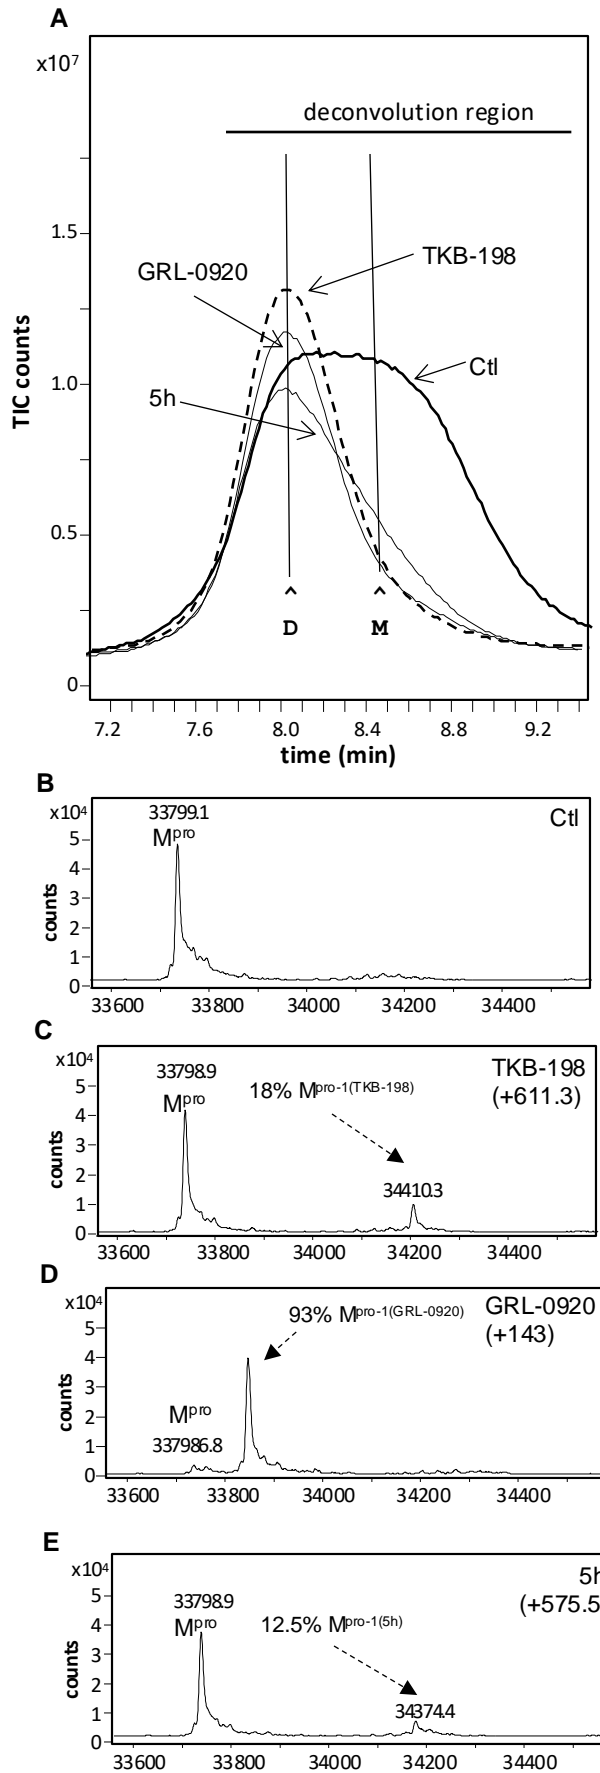 A
x10⁷
deconvolution region
TKB-198
GRL-0920
Ctl
5h
1.5
1.0
0.5
0
TIC counts
^ ^
D M
7.2 7.6 8.0 8.4 8.8 9.2
time (min)
B
x10⁴
33799.1
Mᵖʳᵒ
Ctl
5
4
3
2
1
0
counts
33600 33800 34000 34200 34400
C
x10⁴
33798.9
Mᵖʳᵒ
18% Mᵖʳᵒ⁻¹⁽ᵀᴷᴮ⁻¹⁹⁸⁾
34410.3
TKB-198
(+611.3)
5
4
3
2
1
0
counts
33600 33800 34000 34200 34400
D
x10⁴
93% Mᵖʳᵒ⁻¹⁽ᴳᴿᴸ⁻⁰⁹²⁰⁾
GRL-0920
(+143)
Mᵖʳᵒ
337986.8
5
4
3
2
1
0
counts
33600 33800 34000 34200 34400
E
x10⁴
33798.9
Mᵖʳᵒ
12.5% Mᵖʳᵒ⁻¹⁽⁵ʰ⁾
34374.4
5h
(+575.5
5
4
3
2
1
0
counts
33600 33800 34000 34200 34400